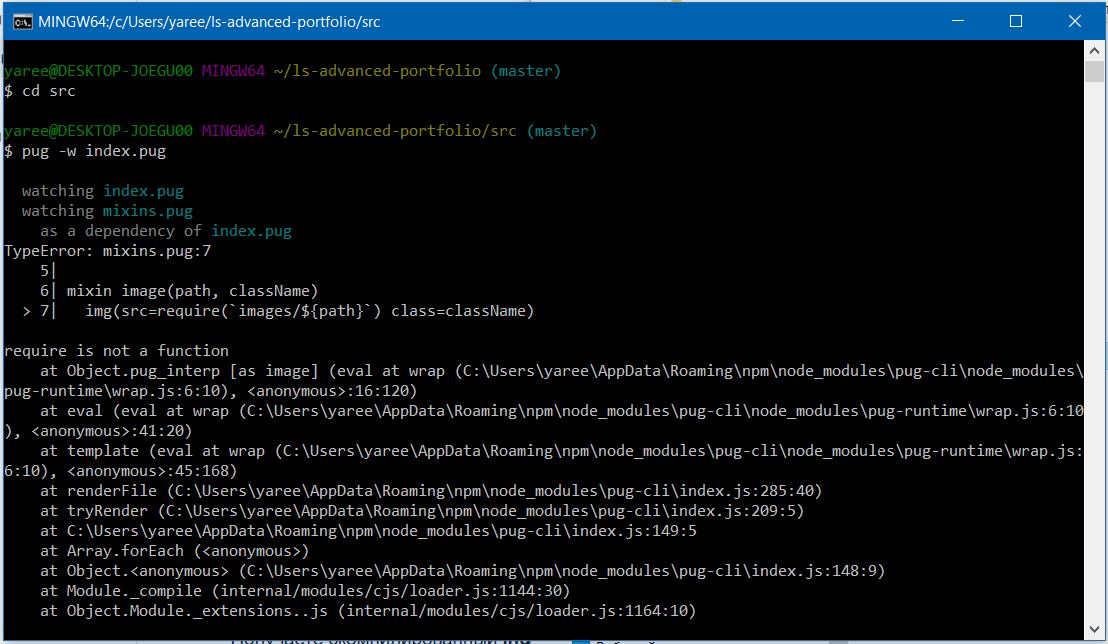 MINGW64:/c/Users/yaree/ls-advanced-portfolio/src
yaree@DESKTOP-JOEGU00 MINGW64 ~/ls-advanced-portfolio (master)
$ cd src
yaree@DESKTOP-JOEGU00 MINGW64 ~/ls-advanced-portfolio/src (master)
$ pug -w index.pug
watching index.pug
watching mixins.pug
as a dependency of index.pug
TypeError: mixins.pug:7
5|
6| mixin image(path, className)
> 7|   img(src=require(`images/${path}`) class=className)
require is not a function
at Object.pug_interp [as image] (eval at wrap (C:\Users\yaree\AppData\Roaming\npm\node_modules\pug-cli\node_modules\
pug-runtime\wrap.js:6:10), <anonymous>:16:120)
at eval (eval at wrap (C:\Users\yaree\AppData\Roaming\npm\node_modules\pug-cli\node_modules\pug-runtime\wrap.js:6:10
), <anonymous>:41:20)
at template (eval at wrap (C:\Users\yaree\AppData\Roaming\npm\node_modules\pug-cli\node_modules\pug-runtime\wrap.js:
6:10), <anonymous>:45:168)
at renderFile (C:\Users\yaree\AppData\Roaming\npm\node_modules\pug-cli\index.js:285:40)
at tryRender (C:\Users\yaree\AppData\Roaming\npm\node_modules\pug-cli\index.js:209:5)
at C:\Users\yaree\AppData\Roaming\npm\node_modules\pug-cli\index.js:149:5
at Array.forEach (<anonymous>)
at Object.<anonymous> (C:\Users\yaree\AppData\Roaming\npm\node_modules\pug-cli\index.js:148:9)
at Module._compile (internal/modules/cjs/loader.js:1144:30)
at Object.Module._extensions..js (internal/modules/cjs/loader.js:1164:10)